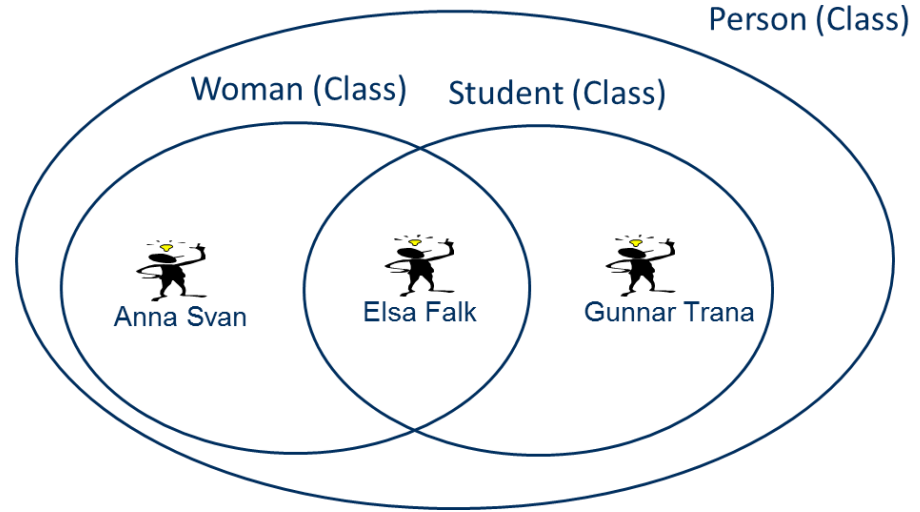 Person (Class)
Woman (Class)
Student (Class)
Anna Svan
Elsa Falk
Gunnar Trana